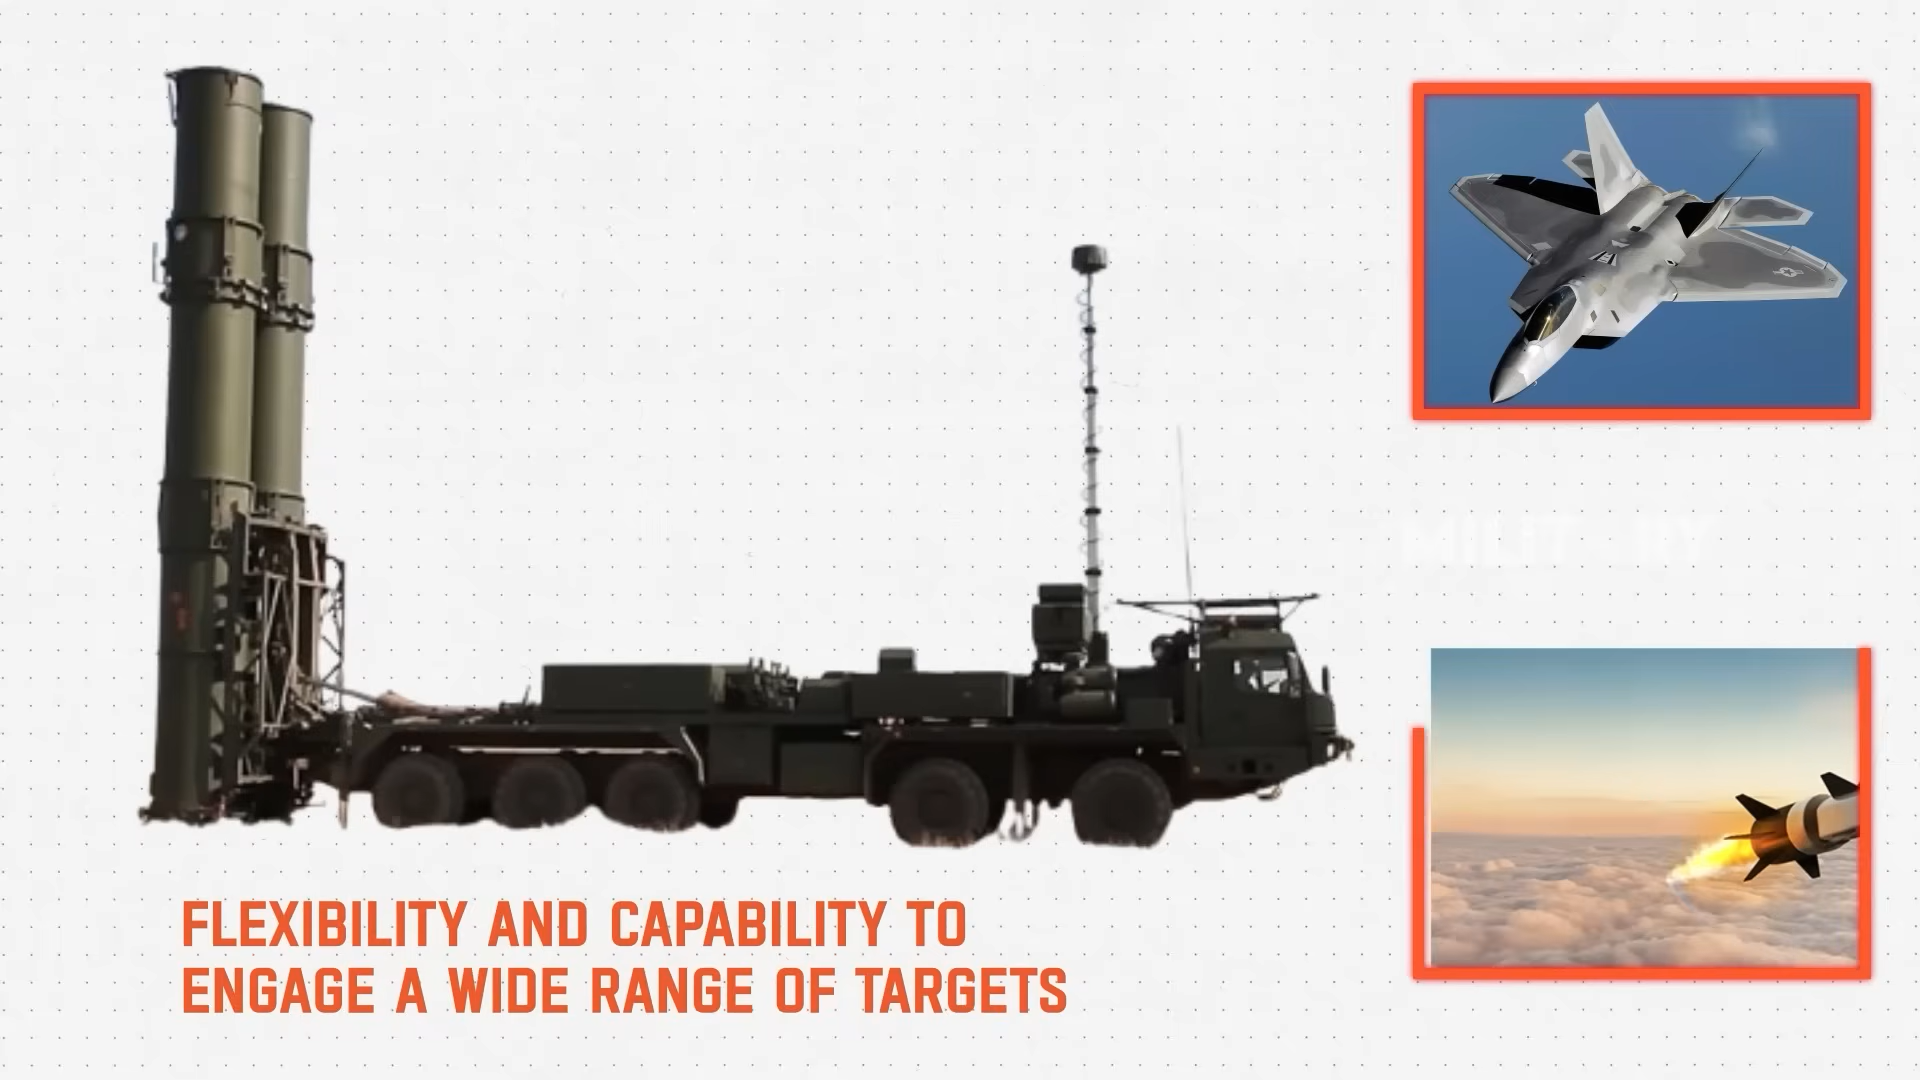 FLEXIBILITY AND CAPABILITY TO
ENGAGE A WIDE RANGE OF TARGETS